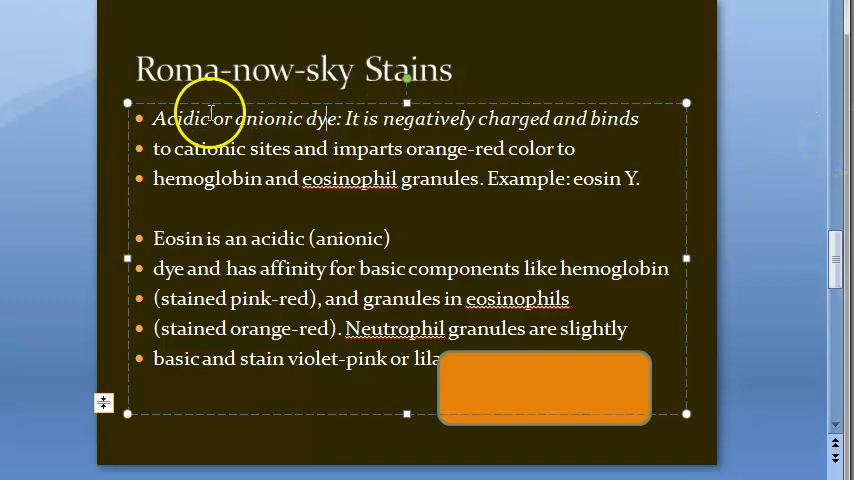 Roma-now-sky Stains
Acidic or anionic dye: It is negatively charged and binds
to cationic sites and imparts orange-red color to
hemoglobin and eosinophil granules. Example: eosin Y.
Eosin is an acidic (anionic)
dye and has affinity for basic components like hemoglobin
(stained pink-red), and granules in eosinophils
(stained orange-red). Neutrophil granules are slightly
basic and stain violet-pink or